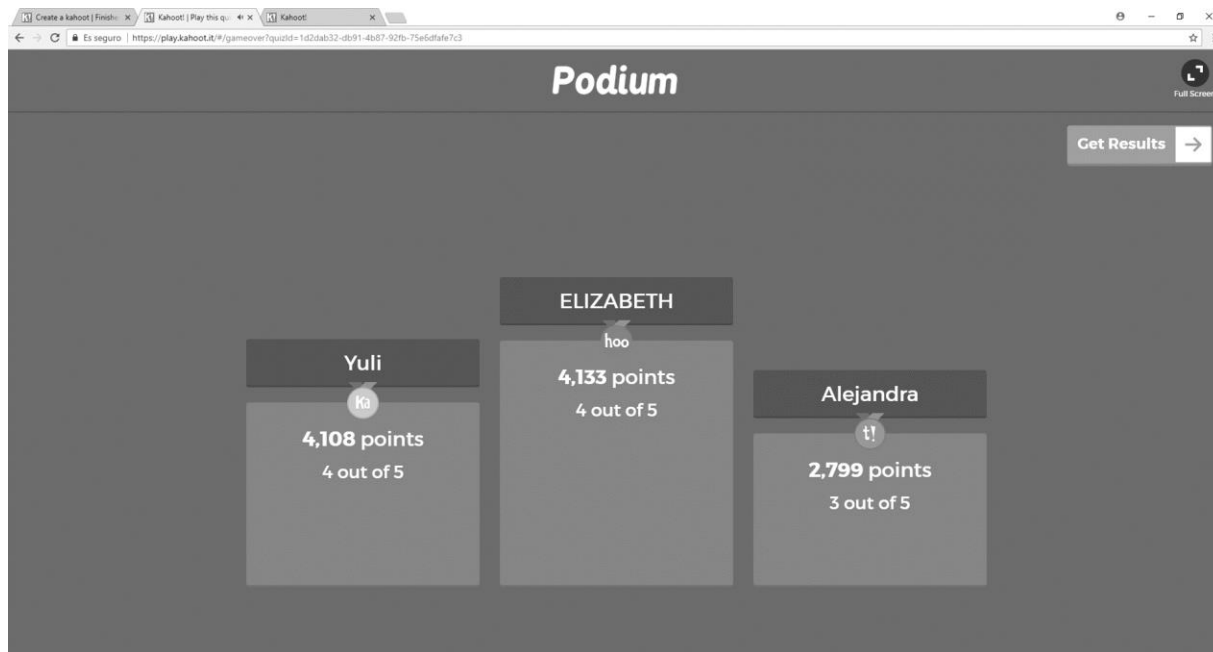 Create a kahoot | Finishe
Kahoot! | Play this qui
Kahoot!
Es seguro | https://play.kahoot.it/#/gameover?quizId=1d2dab32-db91-4b87-92fb-75e6dfafe7c3
Podium
Full Screen
Get Results
ELIZABETH
hoo
4,133 points
4 out of 5
Yuli
Ka
4,108 points
4 out of 5
Alejandra
t!
2,799 points
3 out of 5